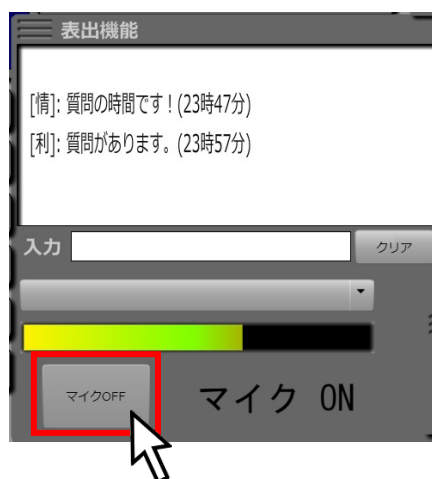 表出機能
[情]: 質問の時間です！(23時47分)
[利]: 質問があります。(23時57分)
入力
クリア
マイクOFF
マイク ON